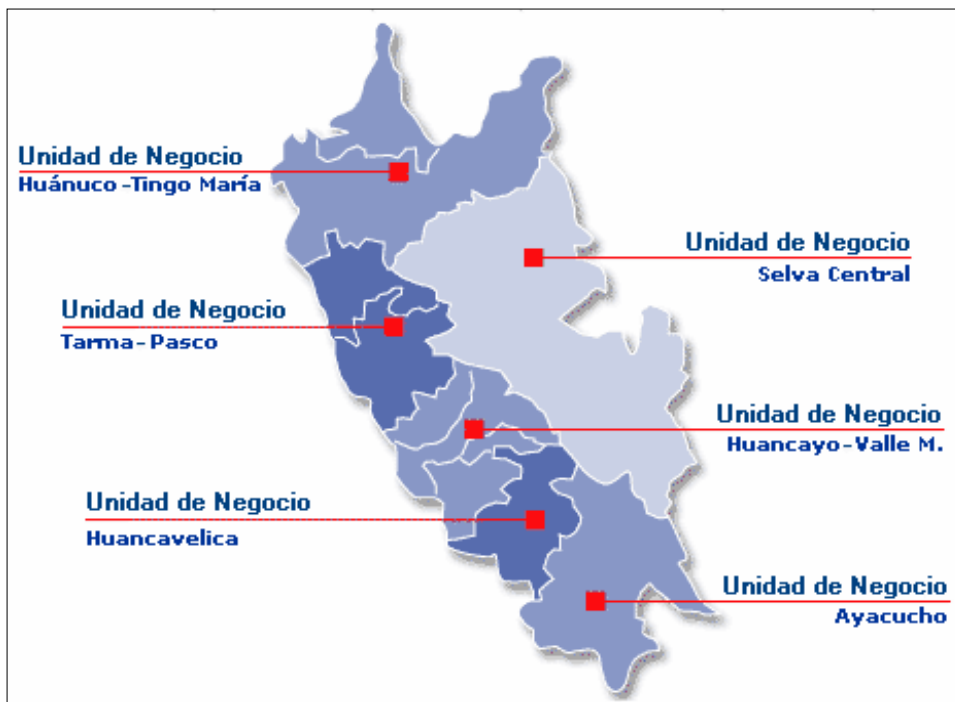 Unidad de Negocio
Huánuco-Tingo María
Unidad de Negocio
Selva Central
Unidad de Negocio
Tarma-Pasco
Unidad de Negocio
Huancayo-Valle M.
Unidad de Negocio
Huancavelica
Unidad de Negocio
Ayacucho